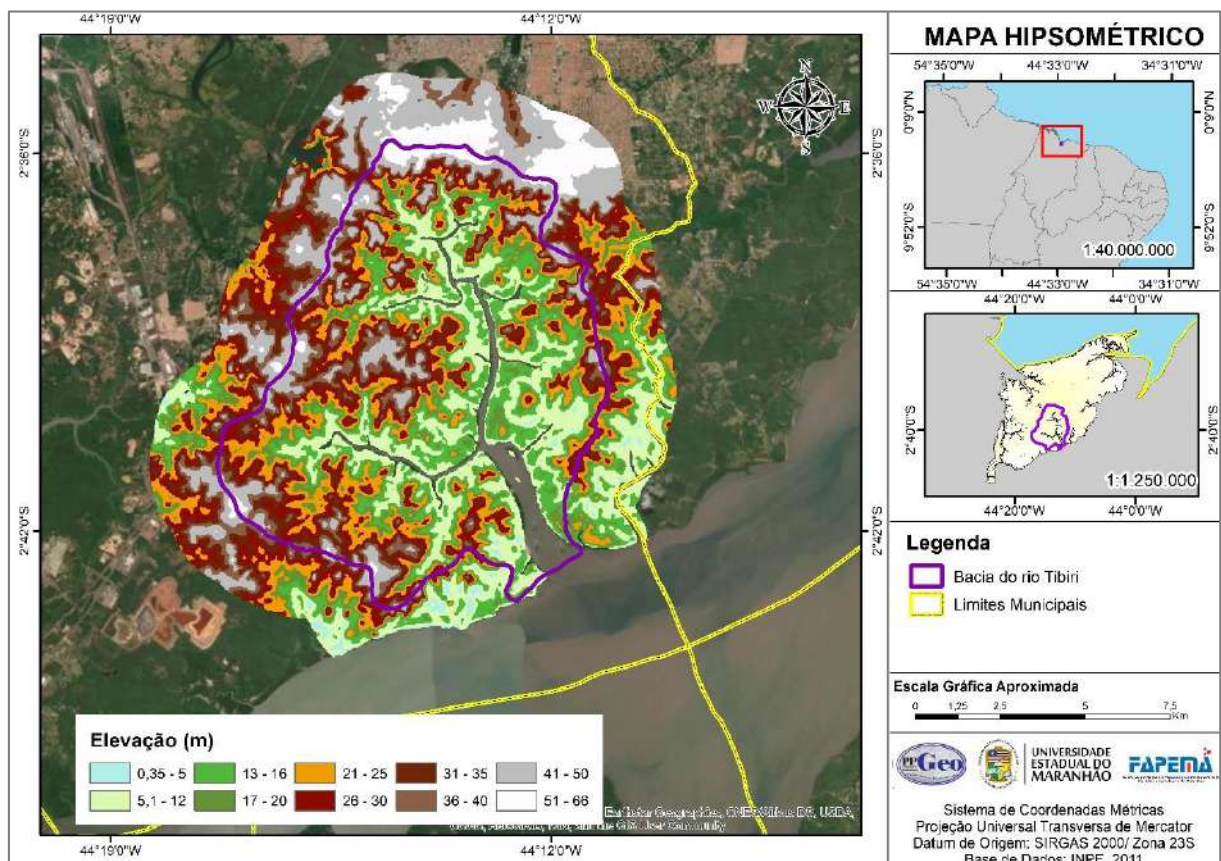 44°19'0"W
44°12'0"W
2°36'0"S
2°42'0"S
N
W
E
S
2°36'0"S
2°42'0"S
Elevação (m)
0,35 - 5
13 - 16
21 - 25
31 - 35
41 - 50
5,1 - 12
17 - 20
26 - 30
36 - 40
51 - 66
44°19'0"W
44°12'0"W
MAPA HIPSOMÉTRICO
54°35'0"W
44°33'0"W
34°31'0"W
0°9'0"N
0°9'0"N
9°52'0"S
9°52'0"S
1:40.000.000
54°35'0"W
44°33'0"W
34°31'0"W
44°20'0"W
44°0'0"W
2°40'0"S
2°40'0"S
1:1.250.000
44°20'0"W
44°0'0"W
Legenda
Bacia do rio Tibiri
Limites Municipais
Escala Gráfica Aproximada
0
1,25
2,5
5
7,5
Km
PPGeo
UNIVERSIDADE
ESTADUAL DO
MARANHÃO
FAPEMA
Sistema de Coordenadas Métricas
Projeção Universal Transversa de Mercator
Datum de Origem: SIRGAS 2000/ Zona 23S
Base de Dados: INPE, 2011